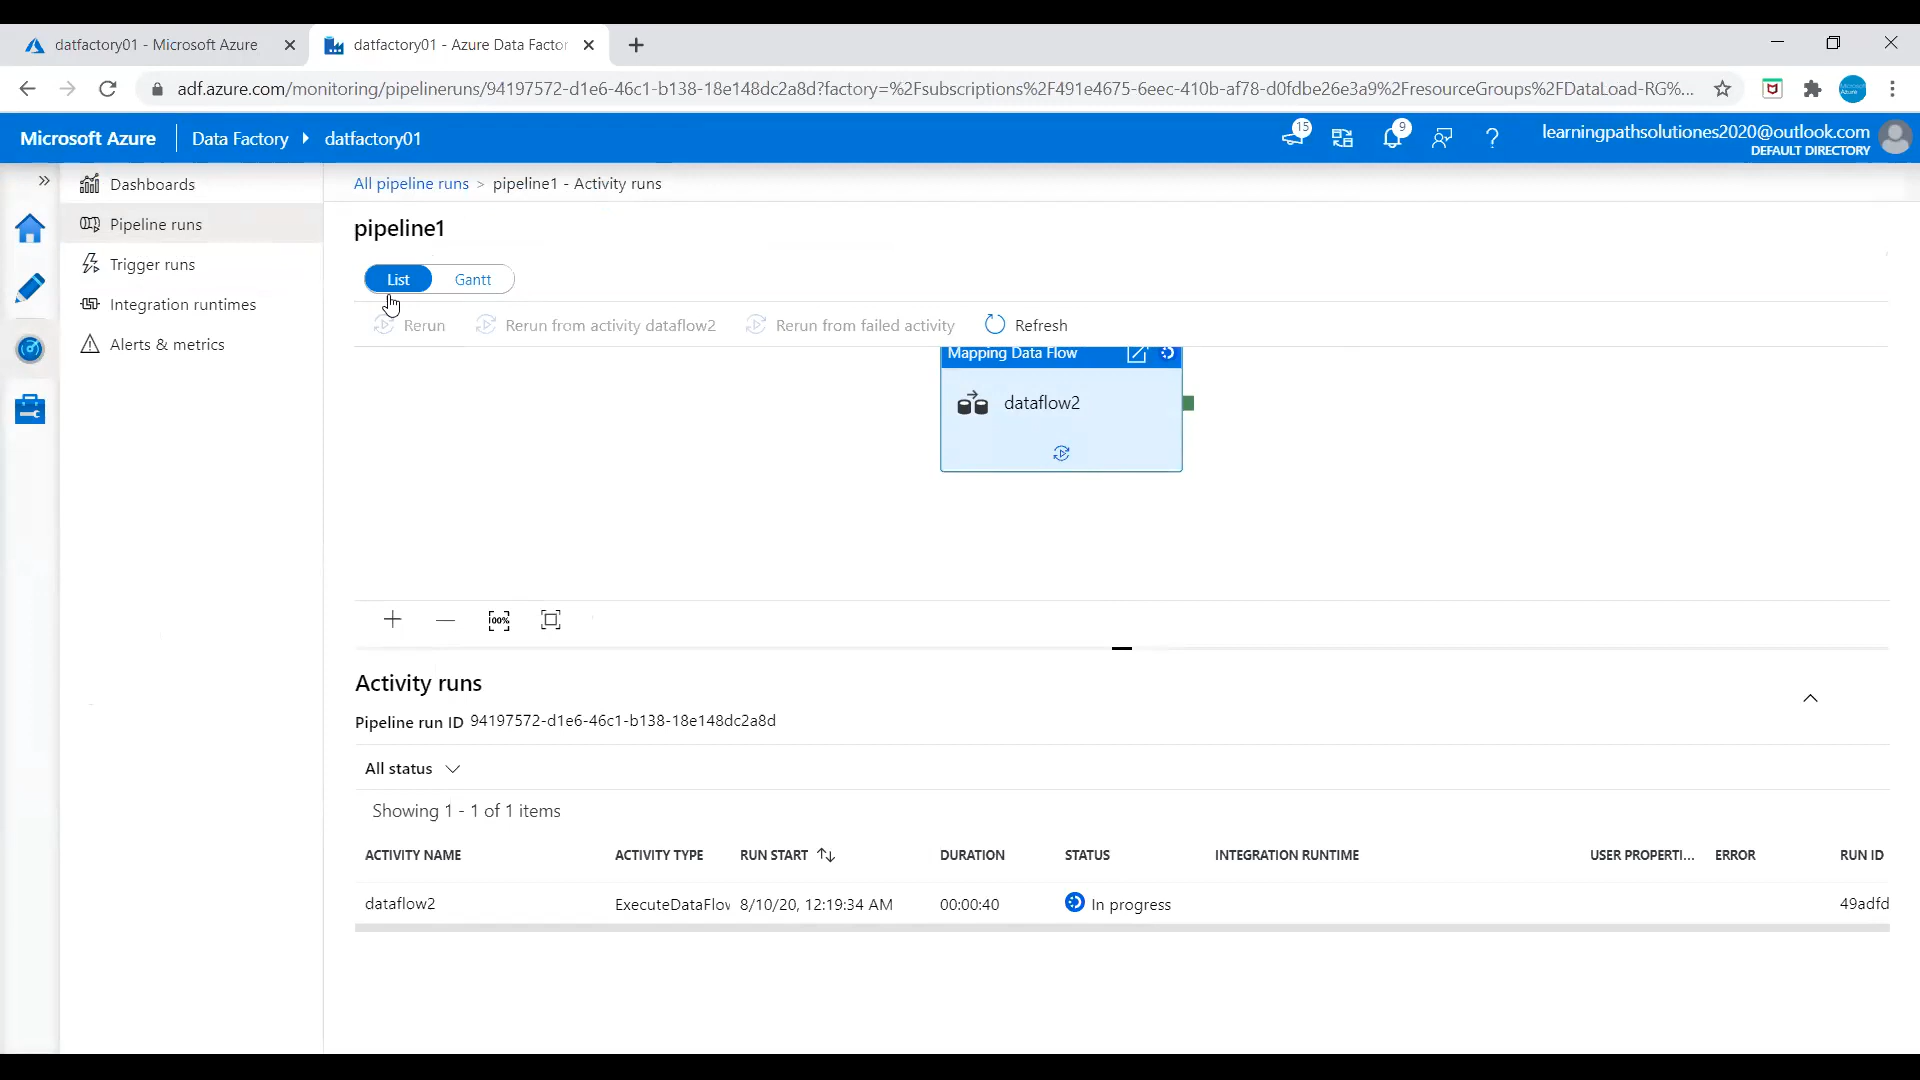 datfactory01 - Microsoft Azure
datfactory01 - Azure Data Factor
adf.azure.com/monitoring/pipelineruns/94197572-d1e6-46c1-b138-18e148dc2a8d?factory=%2Fsubscriptions%2F491e4675-6eec-410b-af78-d0fdbe26e3a9%2FresourceGroups%2FDataLoad-RG%...
Microsoft Azure
Data Factory
datfactory01
15
9
learningpathsolutiones2020@outlook.com
DEFAULT DIRECTORY
Dashboards
Pipeline runs
Trigger runs
Integration runtimes
Alerts & metrics
All pipeline runs > pipeline1 - Activity runs
pipeline1
List
Gantt
Rerun
Rerun from activity dataflow2
Rerun from failed activity
Refresh
Mapping Data Flow
dataflow2
100%
Activity runs
Pipeline run ID 94197572-d1e6-46c1-b138-18e148dc2a8d
All status
Showing 1 - 1 of 1 items
ACTIVITY NAME ACTIVITY TYPE RUN START DURATION STATUS INTEGRATION RUNTIME USER PROPERTI... ERROR RUN ID
dataflow2 ExecuteDataFlow 8/10/20, 12:19:34 AM 00:00:40 In progress 49adfd